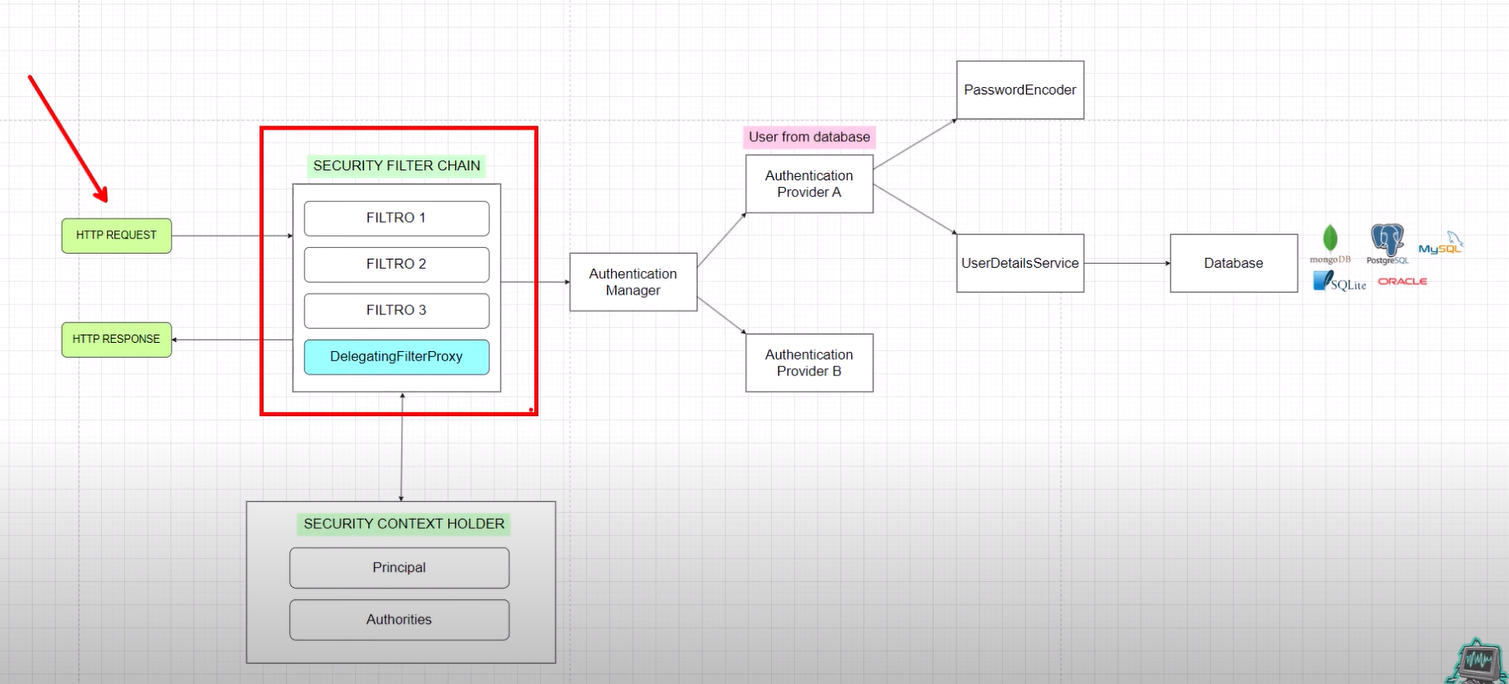 PasswordEncoder
User from database
SECURITY FILTER CHAIN
Authentication
Provider A
FILTRO 1
HTTP REQUEST
FILTRO 2
Authentication
Manager
UserDetailsService
Database
mongoDB
PostgreSQL
MySQL
SQLite
ORACLE
FILTRO 3
HTTP RESPONSE
DelegatingFilterProxy
Authentication
Provider B
SECURITY CONTEXT HOLDER
Principal
Authorities